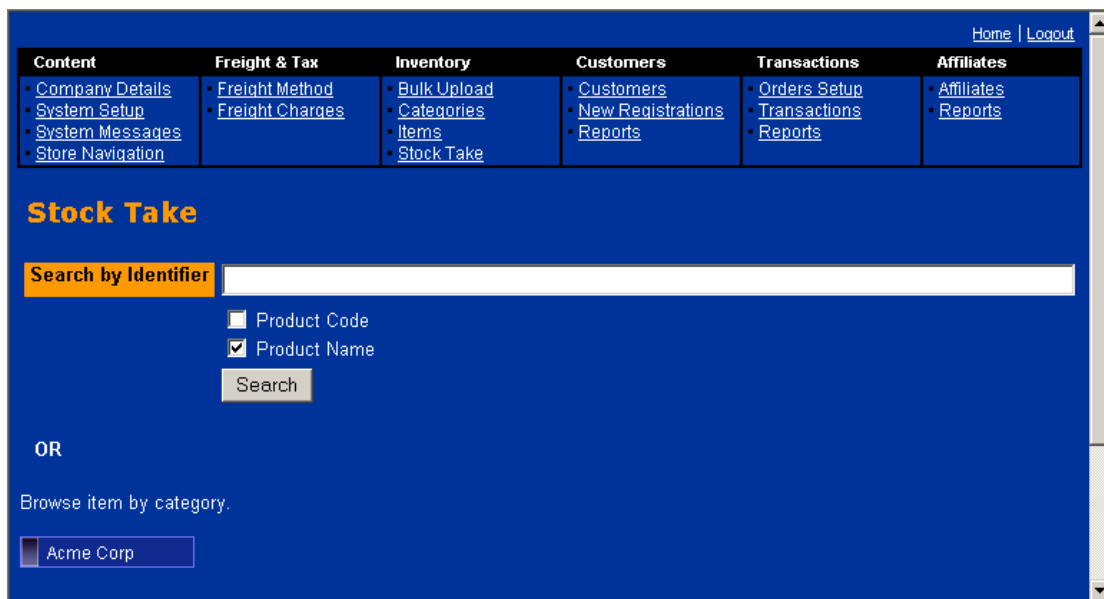 Home | Logout
Content Freight & Tax Inventory Customers Transactions Affiliates
Company Details Freight Method Bulk Upload Customers Orders Setup Affiliates
System Setup Freight Charges Categories New Registrations Transactions Reports
System Messages Items Reports Reports
Store Navigation Stock Take
Stock Take
Search by Identifier
Product Code
Product Name
Search
OR
Browse item by category.
Acme Corp